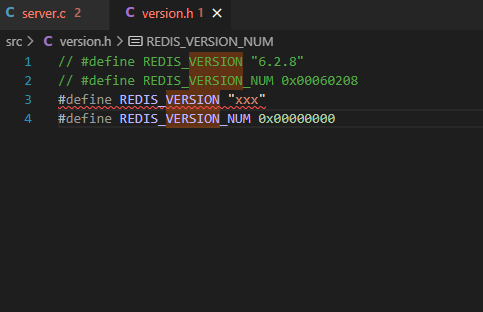 C server.c 2 C version.h 1 ×
src > C version.h > REDIS_VERSION_NUM
1 // #define REDIS_VERSION "6.2.8"
2 // #define REDIS_VERSION_NUM 0x00060208
3 #define REDIS_VERSION "xxx"
4 #define REDIS_VERSION_NUM 0x00000000